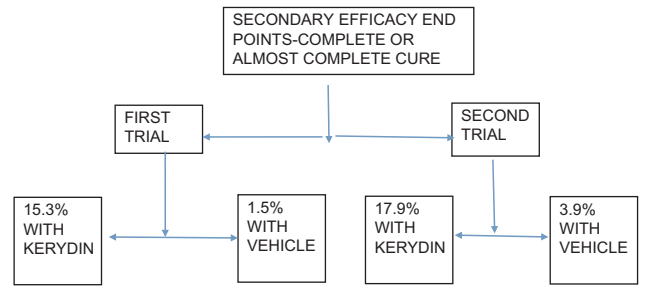 SECONDARY EFFICACY END
POINTS-COMPLETE OR
ALMOST COMPLETE CURE
FIRST
TRIAL
SECOND
TRIAL
15.3%
WITH
KERYDIN
1.5%
WITH
VEHICLE
17.9%
WITH
KERYDIN
3.9%
WITH
VEHICLE